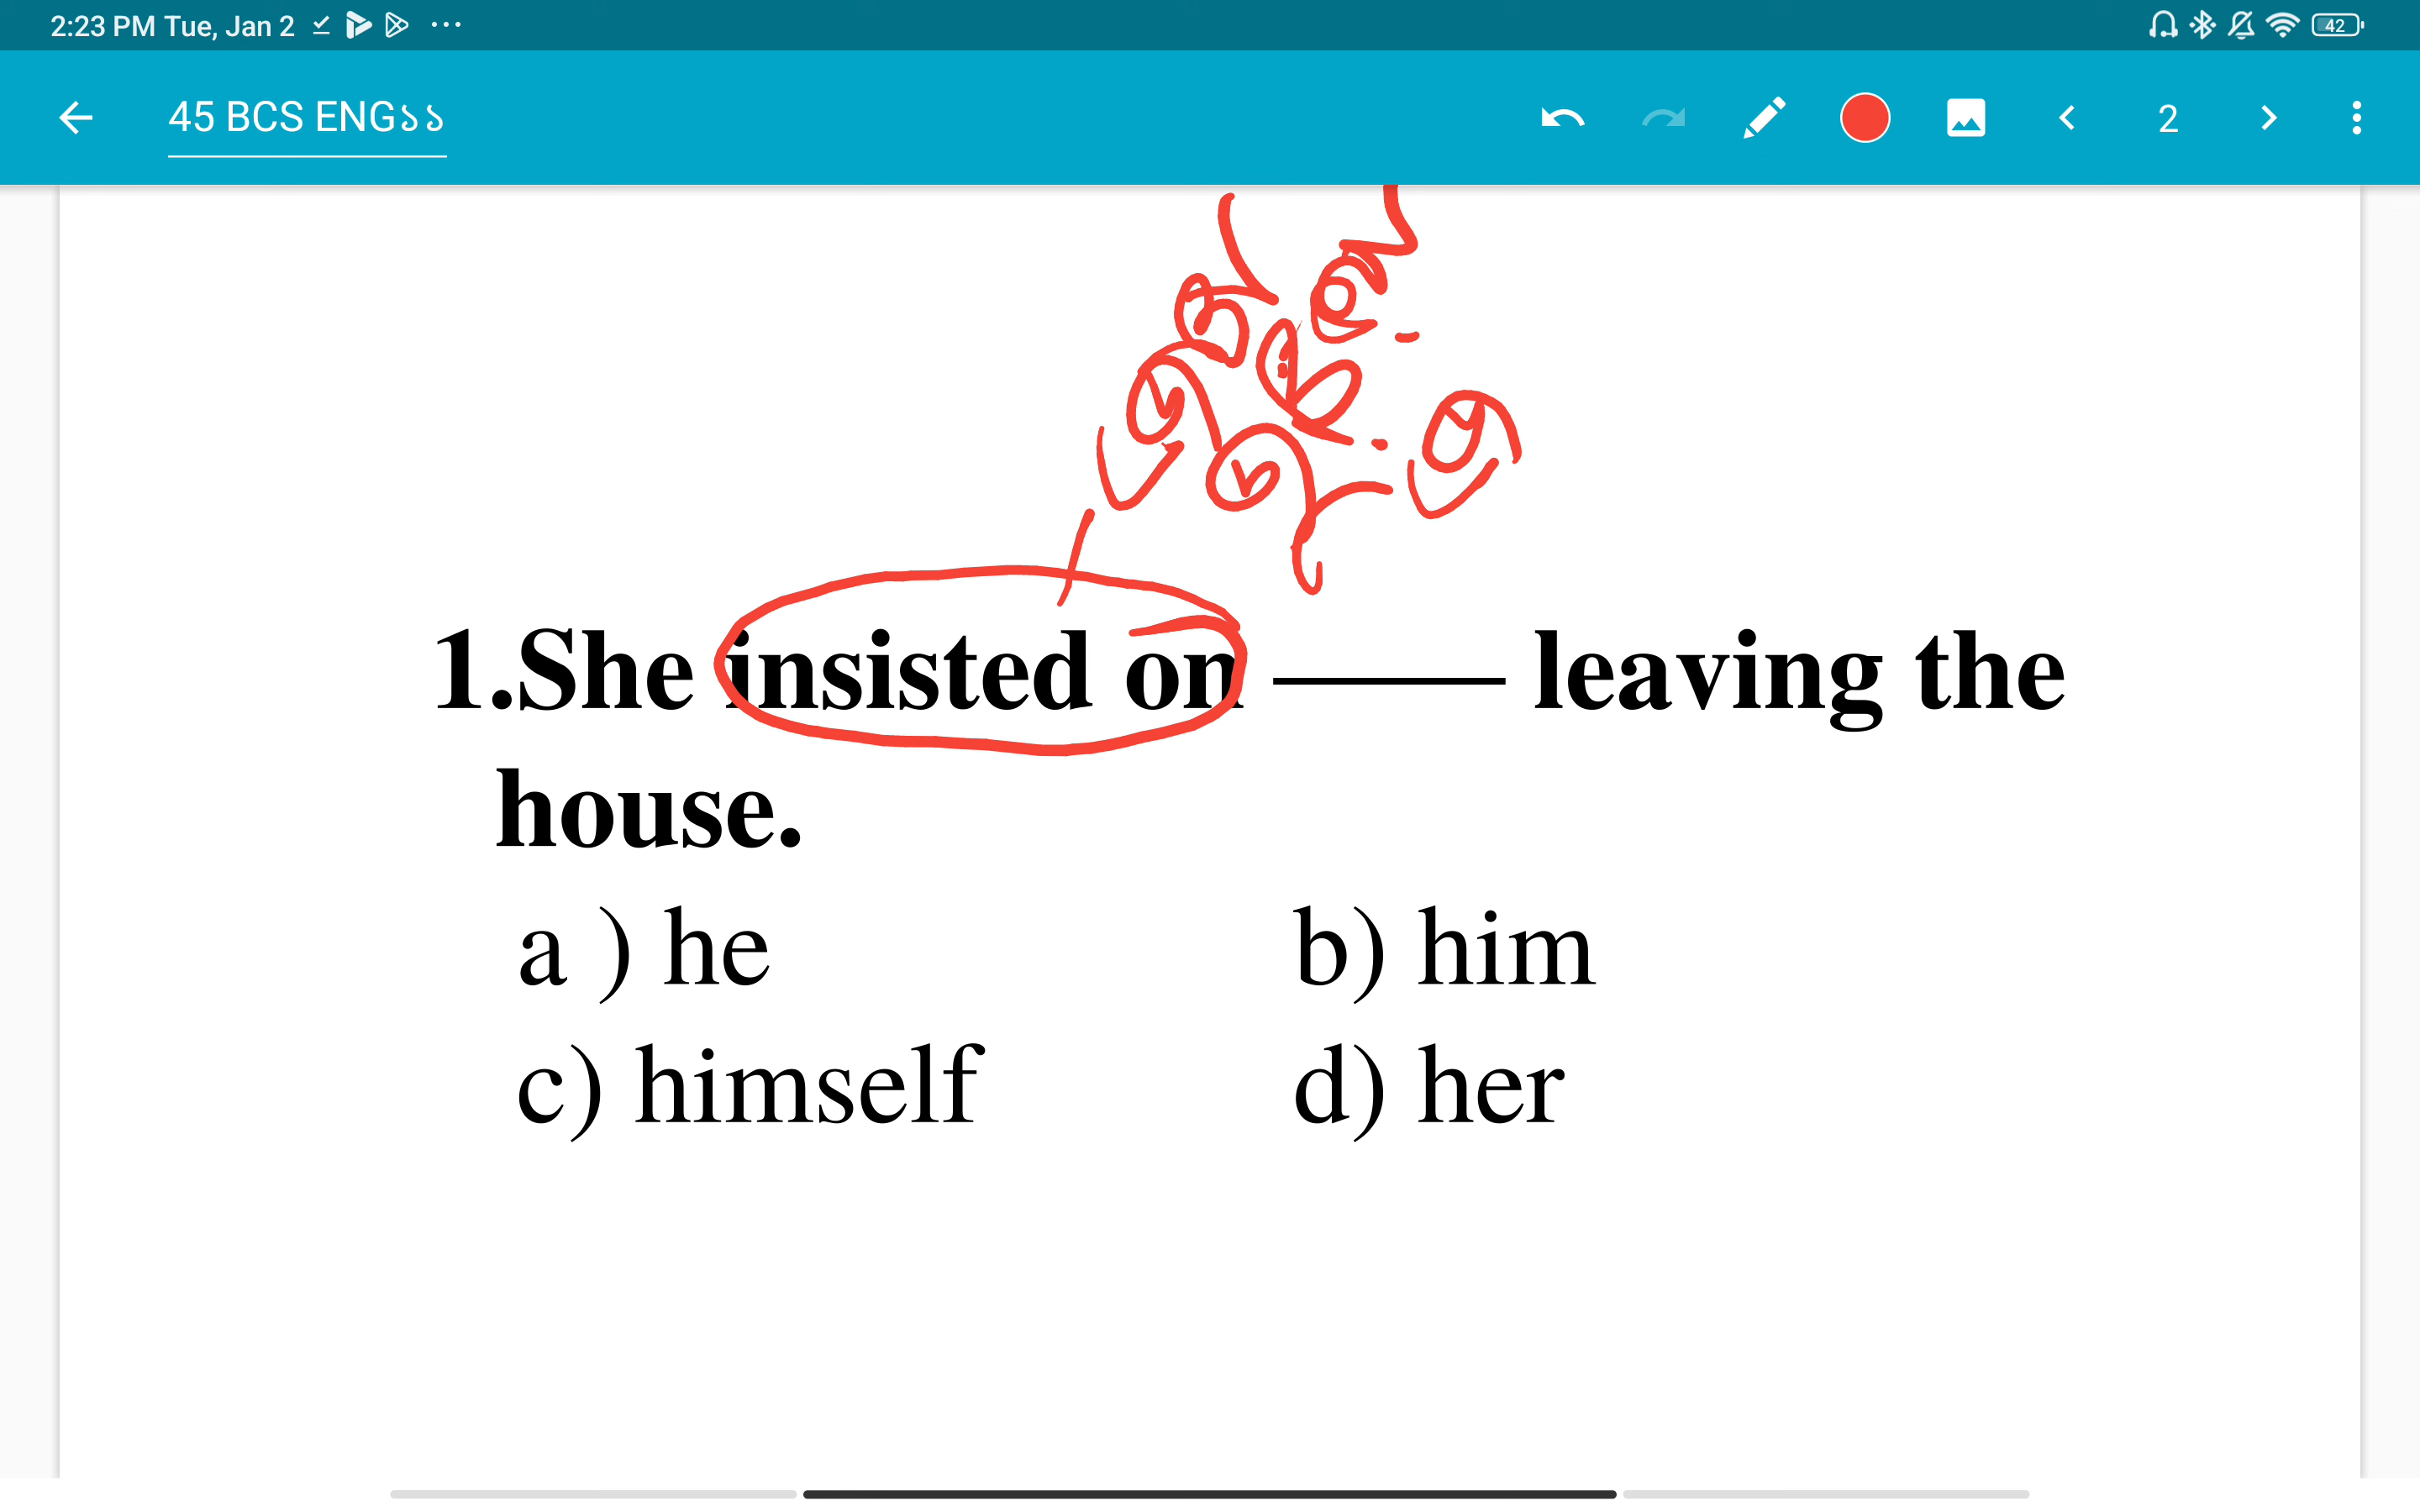 2:23 PM Tue, Jan 2
42
45 BCS ENG১১
2
1.She insisted on ——— leaving the
house.
a ) he b) him
c) himself d) her